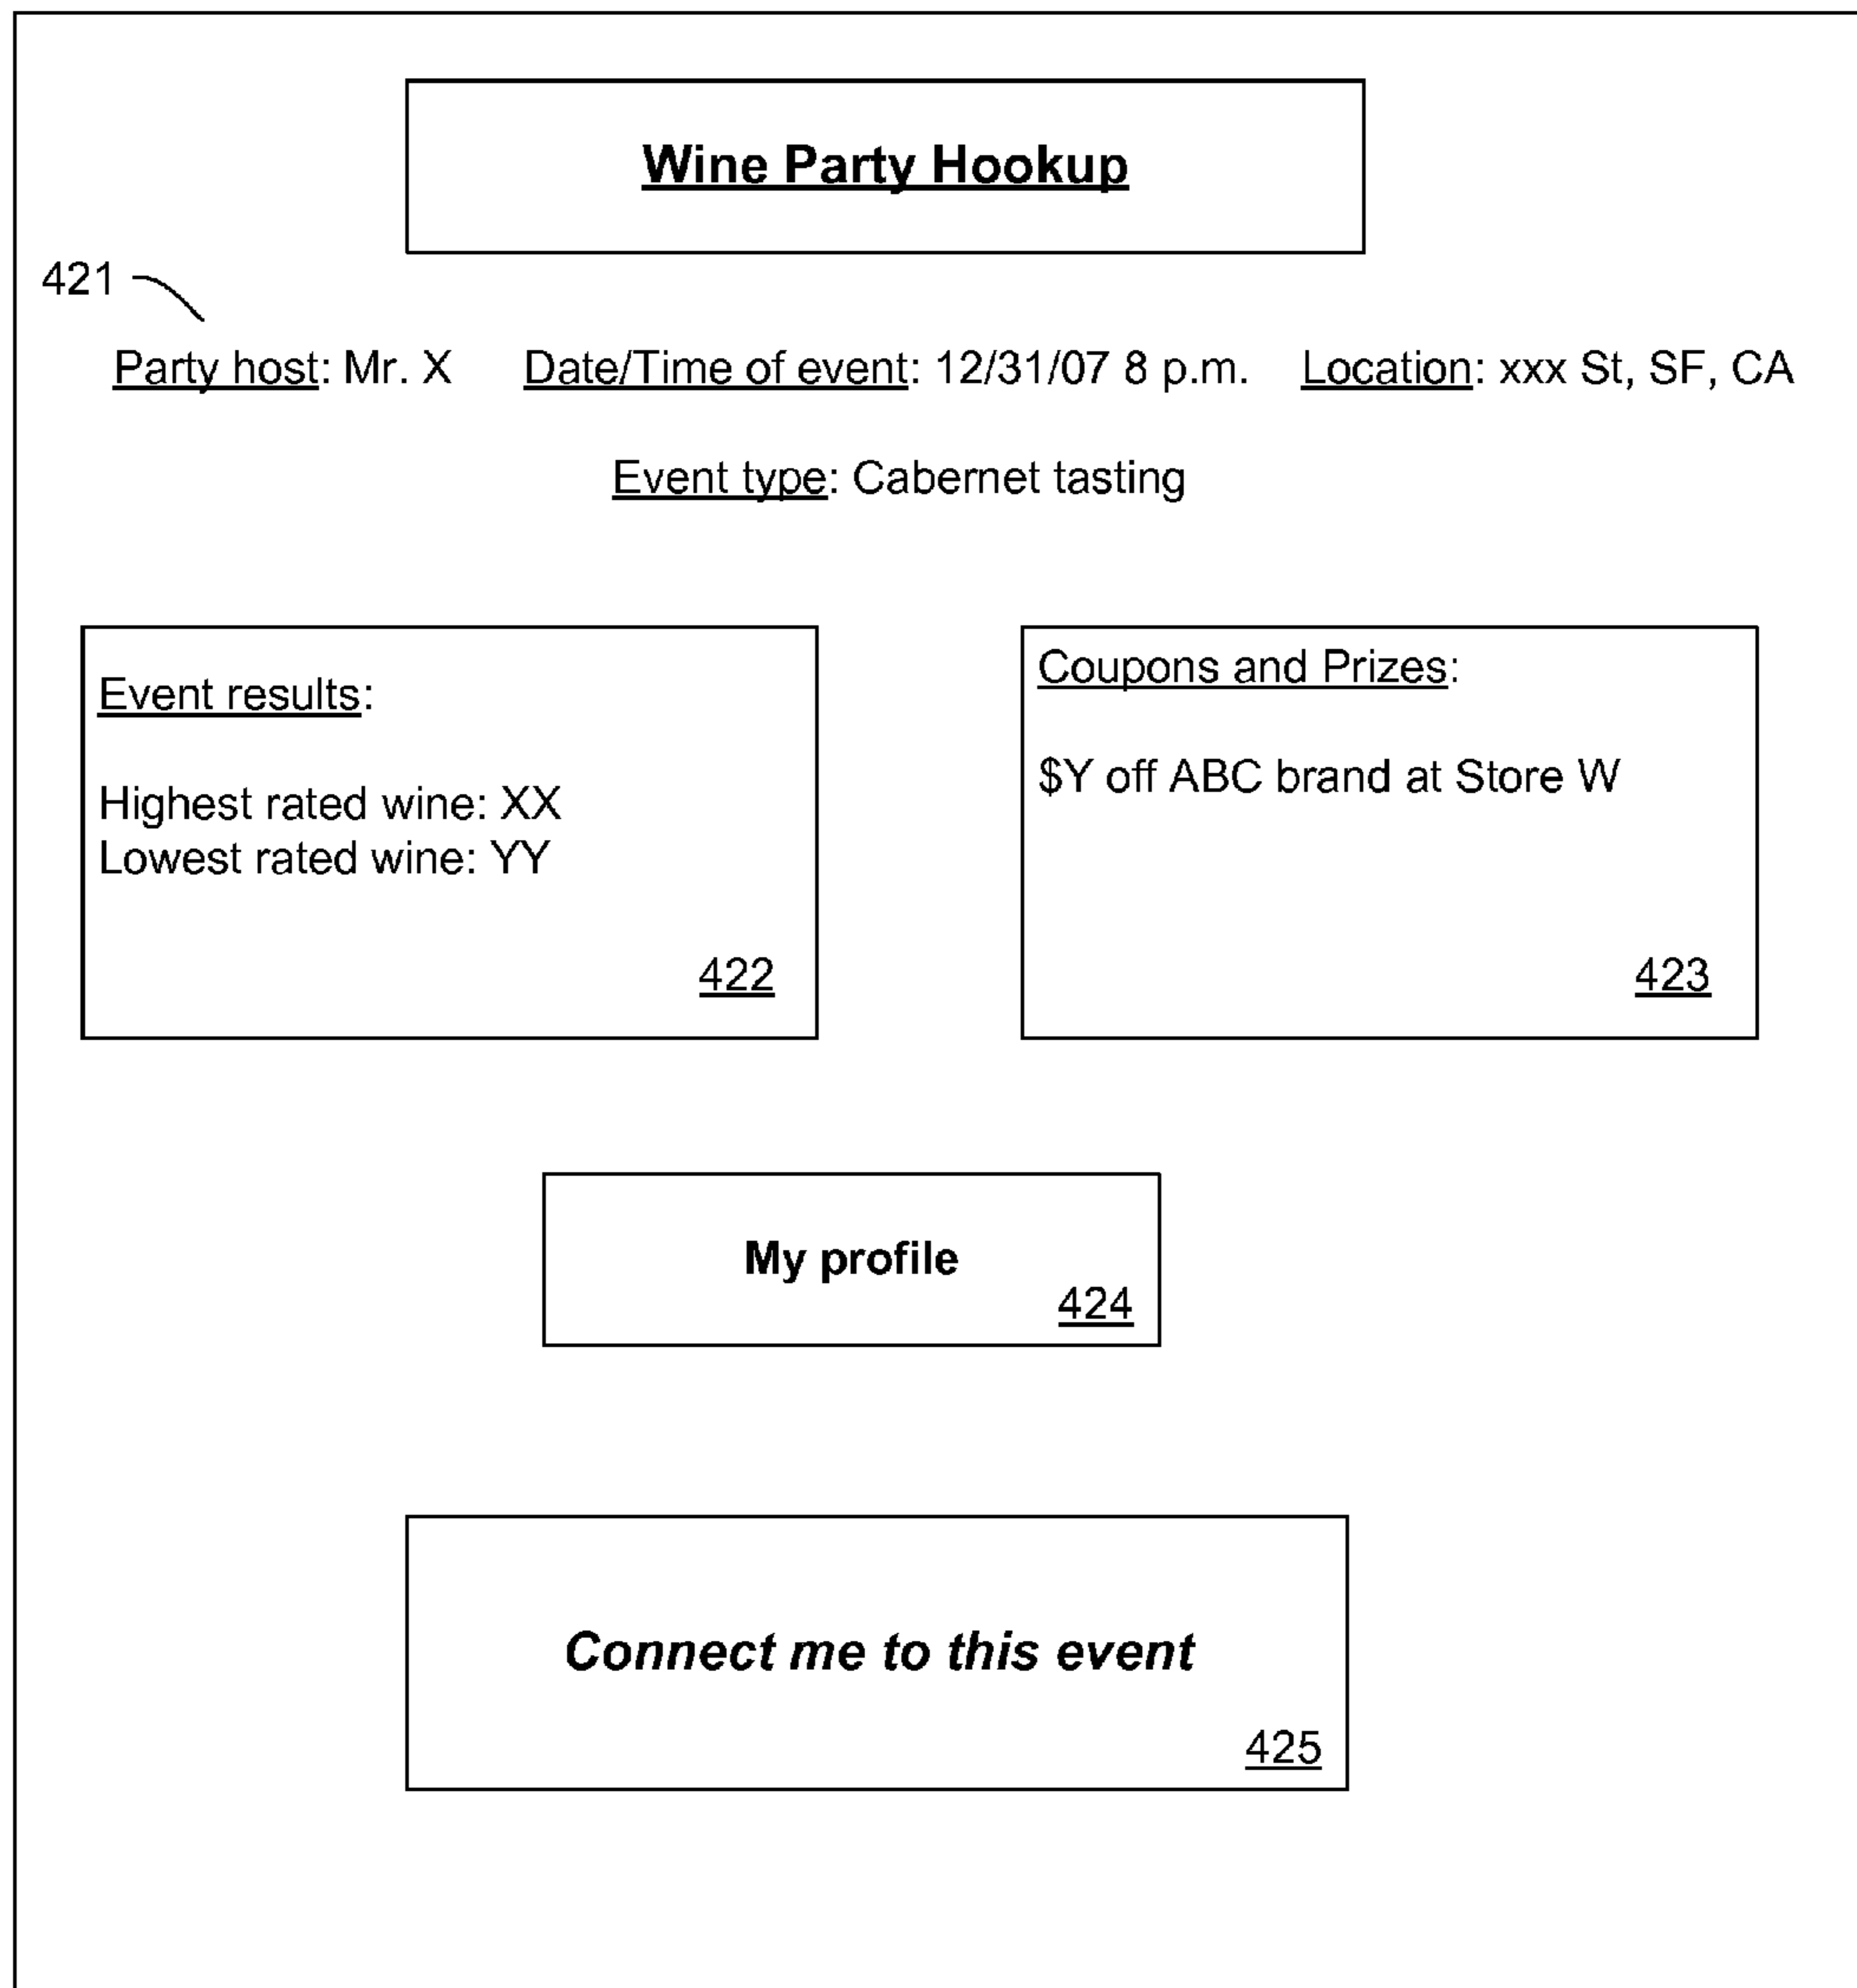 Wine Party Hookup
421
Party host: Mr. X Date/Time of event: 12/31/07 8 p.m. Location: xxx St, SF, CA
Event type: Cabernet tasting
Event results:
Highest rated wine: XX
Lowest rated wine: YY
422
Coupons and Prizes:
$Y off ABC brand at Store W
423
My profile
424
Connect me to this event
425